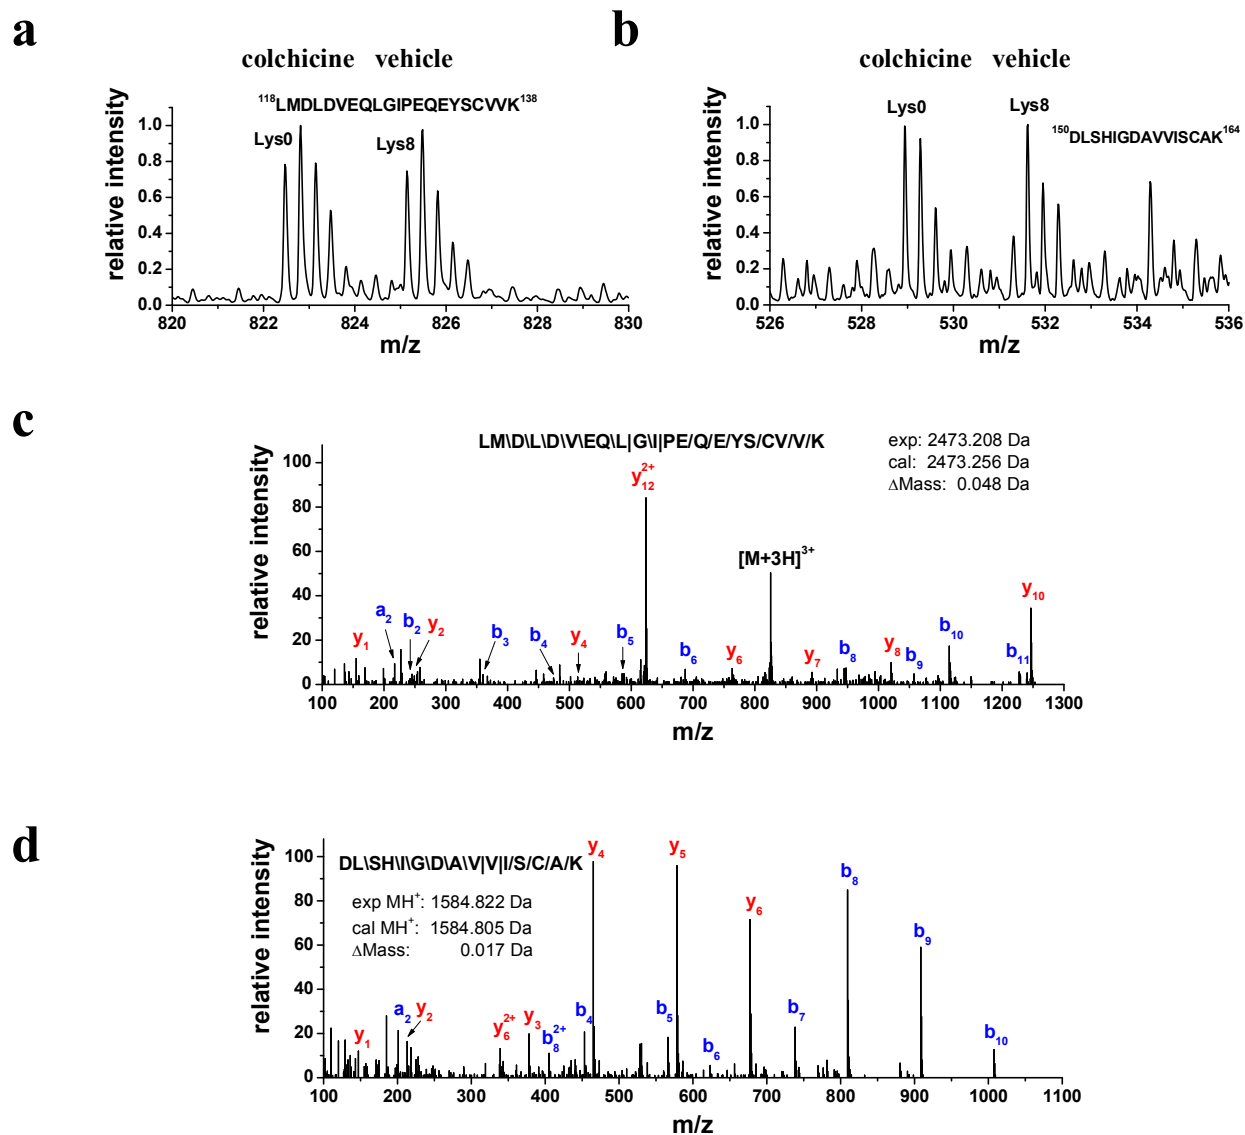 a
colchicine vehicle
¹¹⁸LMDLDVEQLGIPEQEYSCVVK¹³⁸
Lys0
Lys8
relative intensity
1.0
0.8
0.6
0.4
0.2
0.0
820 822 824 826 828 830
m/z
b
colchicine vehicle
Lys0
Lys8
¹⁵⁰DLSHIGDAVVISCAK¹⁶⁴
relative intensity
1.0
0.8
0.6
0.4
0.2
0.0
526 528 530 532 534 536
m/z
c
LM\D\L\D\V\EQ\L|G\I|PE/Q/E/YS/CV/V/K
exp: 2473.208 Da
cal: 2473.256 Da
ΔMass: 0.048 Da
relative intensity
100
80
60
40
20
0
y₁
a₂
b₂
y₂
b₃
b₄
y₄
b₅
y₁₂²⁺
b₆
y₆
[M+3H]³⁺
y₇
b₈
y₈
b₉
b₁₀
b₁₁
y₁₀
100 200 300 400 500 600 700 800 900 1000 1100 1200 1300
m/z
d
DL\SH\I\G\D\A\V|V|I/S/C/A/K
exp MH⁺: 1584.822 Da
cal MH⁺: 1584.805 Da
ΔMass: 0.017 Da
relative intensity
100
80
60
40
20
0
y₁
a₂
y₂
y₆²⁺
y₃
b₈²⁺
b₄
y₄
b₅
y₅
b₆
y₆
b₇
b₈
b₉
b₁₀
100 200 300 400 500 600 700 800 900 1000 1100
m/z